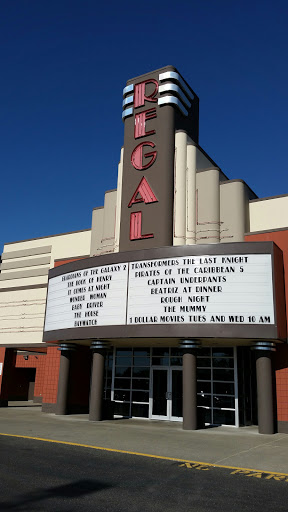 REGAL
GUARDIANS OF THE GALAXY 2
THE BOOK OF HENRY
IT COMES AT NIGHT
WONDER WOMAN
BABY DRIVER
THE HOUSE
BAYWATCH
TRANSFORMERS THE LAST KNIGHT
PIRATES OF THE CARIBBEAN 5
CAPTAIN UNDERPANTS
BEATRIZ AT DINNER
ROUGH NIGHT
THE MUMMY
1 DOLLAR MOVIES TUES AND WED 10 AM
NO PARK